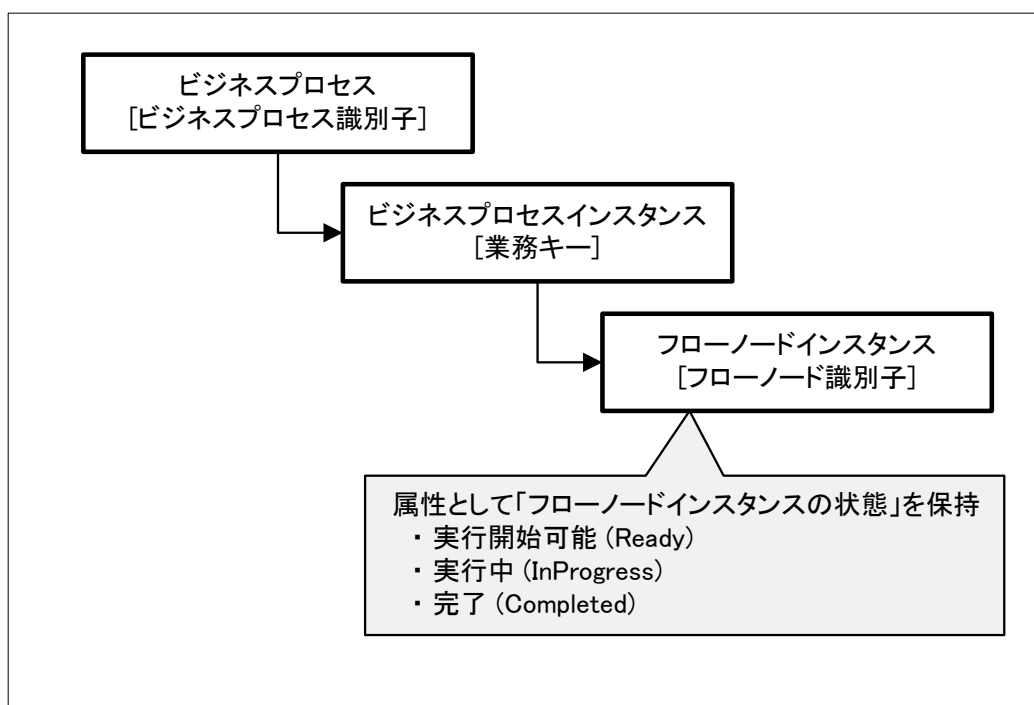 ビジネスプロセス
[ビジネスプロセス識別子]
ビジネスプロセスインスタンス
[業務キー]
フローノードインスタンス
[フローノード識別子]
属性として「フローノードインスタンスの状態」を保持
・ 実行開始可能 (Ready)
・ 実行中 (InProgress)
・ 完了 (Completed)